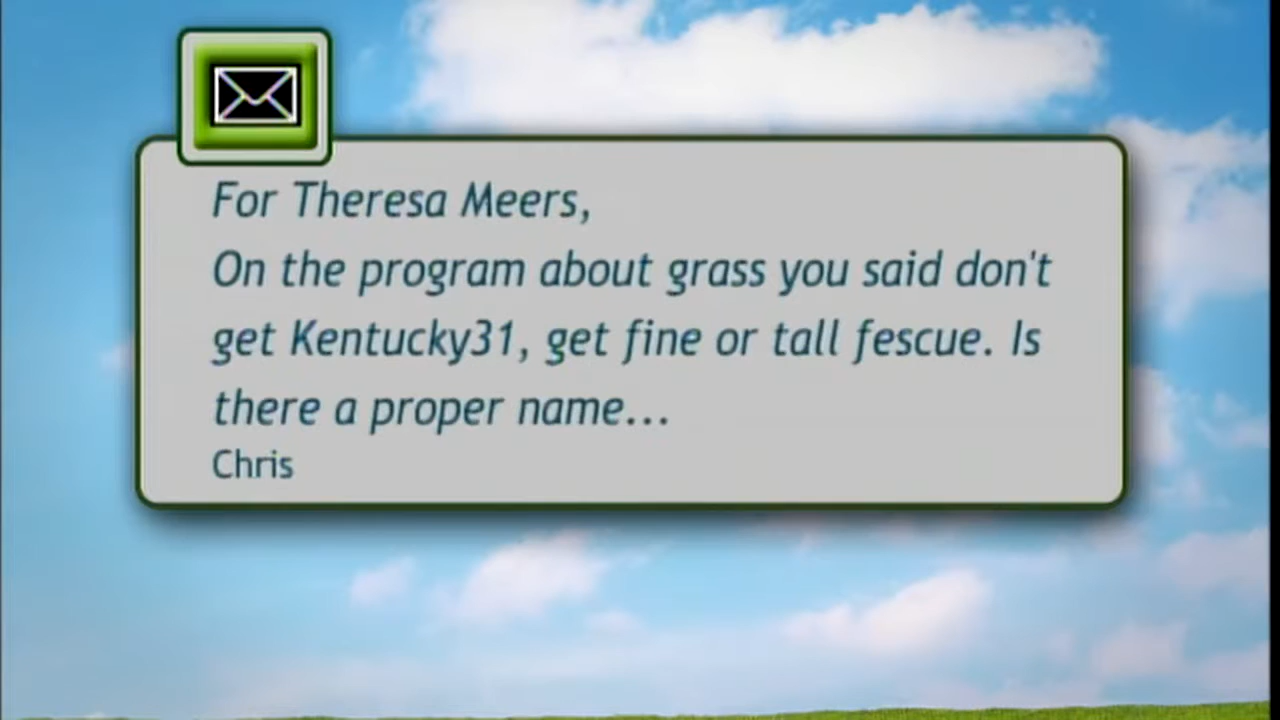 For Theresa Meers,
On the program about grass you said don't
get Kentucky31, get fine or tall fescue. Is
there a proper name...
Chris